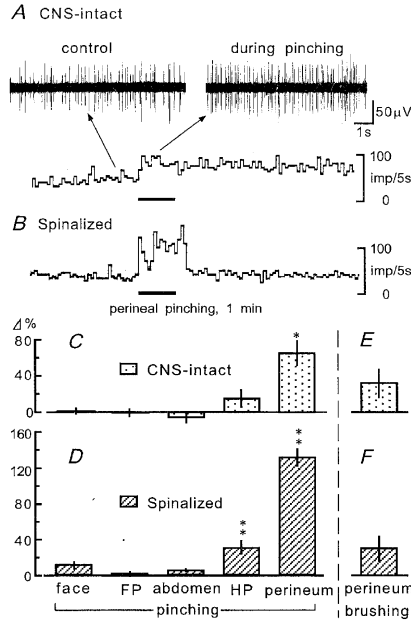 A CNS-intact
control
during pinching
50μV
1s
100
imp/5s
0
B Spinalized
100
imp/5s
0
perineal pinching, 1 min
Δ%
80
40
0
C
CNS-intact
*
E
160
120
80
40
0
D
Spinalized
**
**
F
face FP abdomen HP perineum
pinching
perineum
brushing